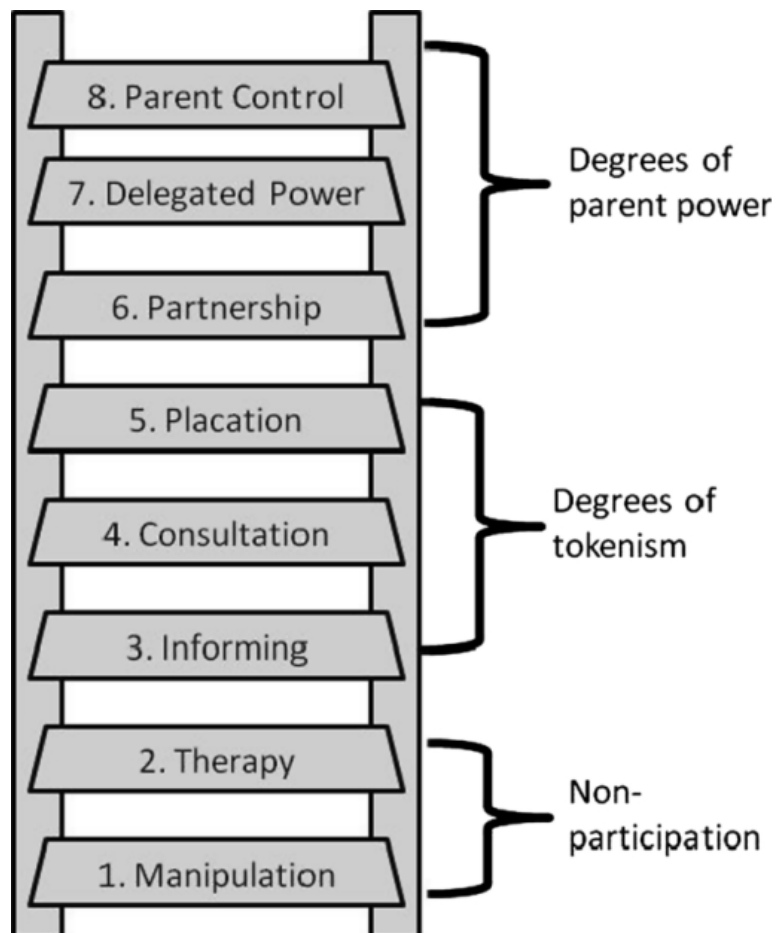 8. Parent Control
7. Delegated Power
6. Partnership
Degrees of
parent power
5. Placation
4. Consultation
3. Informing
Degrees of
tokenism
2. Therapy
1. Manipulation
Non-
participation